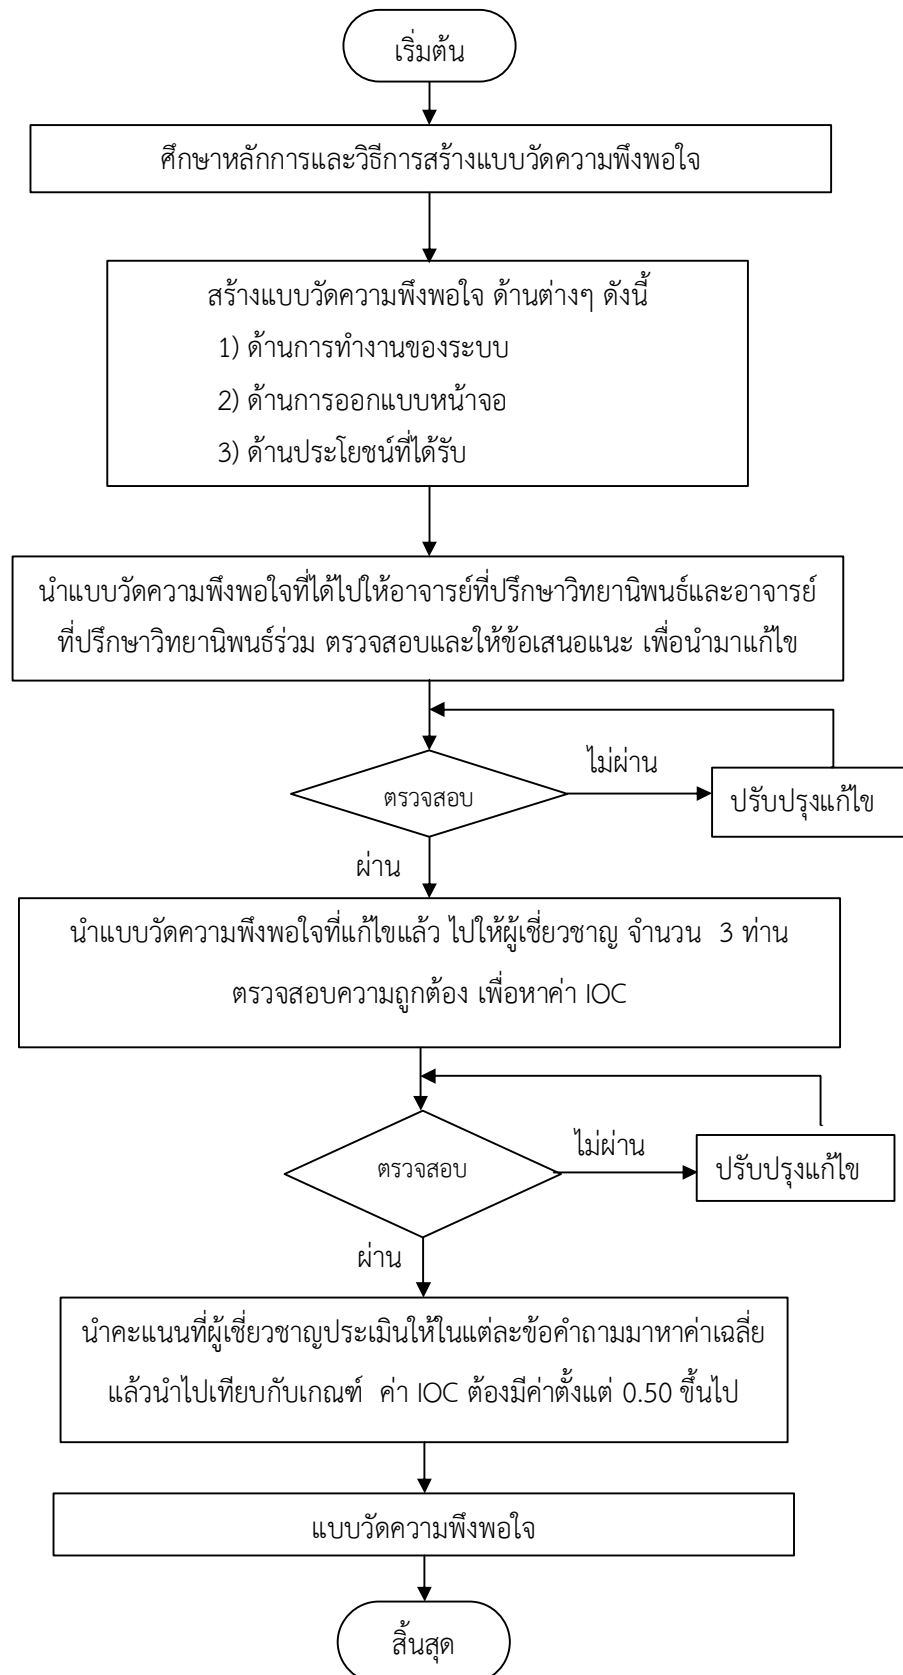 เริ่มต้น
ศึกษาหลักการและวิธีการสร้างแบบวัดความพึงพอใจ
สร้างแบบวัดความพึงพอใจ ด้านต่างๆ ดังนี้
1) ด้านการทำงานของระบบ
2) ด้านการออกแบบหน้าจอ
3) ด้านประโยชน์ที่ได้รับ
นำแบบวัดความพึงพอใจที่ได้ไปให้อาจารย์ที่ปรึกษาวิทยานิพนธ์และอาจารย์
ที่ปรึกษาวิทยานิพนธ์ร่วม ตรวจสอบและให้ข้อเสนอแนะ เพื่อนำมาแก้ไข
ตรวจสอบ
ไม่ผ่าน
ปรับปรุงแก้ไข
ผ่าน
นำแบบวัดความพึงพอใจที่แก้ไขแล้ว ไปให้ผู้เชี่ยวชาญ จำนวน 3 ท่าน
ตรวจสอบความถูกต้อง เพื่อหาค่า IOC
ตรวจสอบ
ไม่ผ่าน
ปรับปรุงแก้ไข
ผ่าน
นำคะแนนที่ผู้เชี่ยวชาญประเมินให้ในแต่ละข้อคำถามมาหาค่าเฉลี่ย
แล้วนำไปเทียบกับเกณฑ์ ค่า IOC ต้องมีค่าตั้งแต่ 0.50 ขึ้นไป
แบบวัดความพึงพอใจ
สิ้นสุด